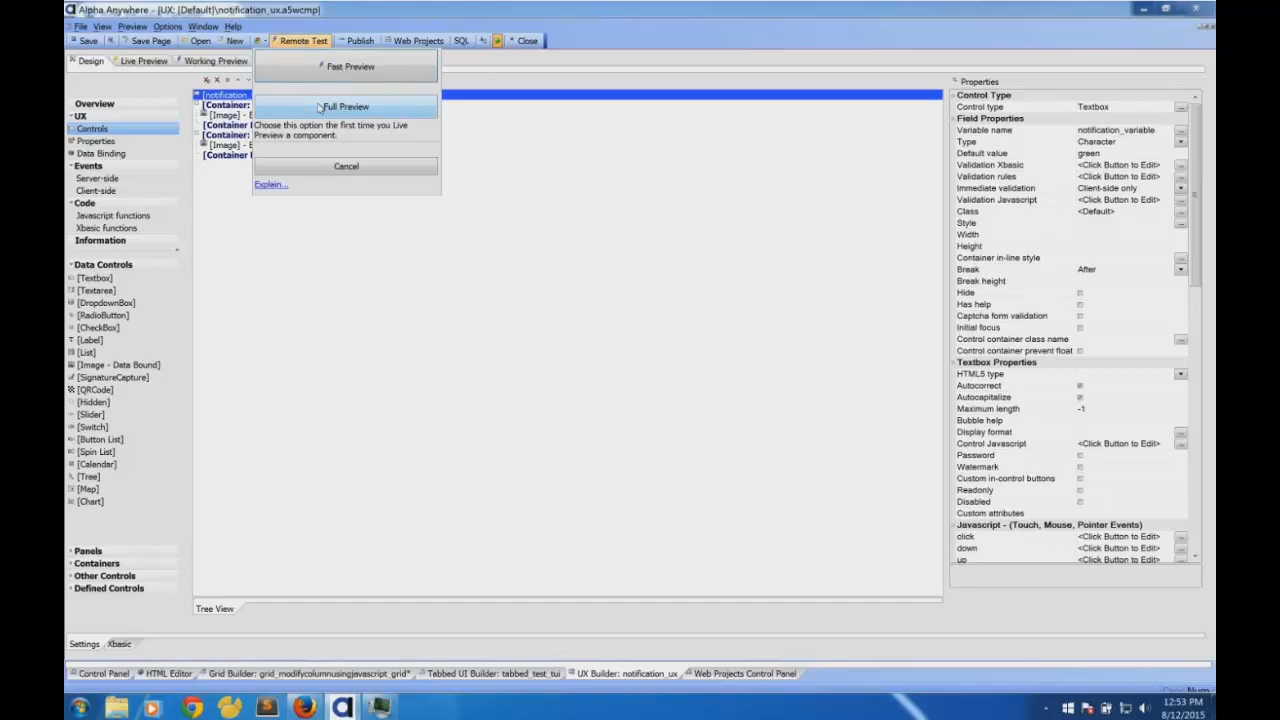 Alpha Anywhere - [UX: [Default]\notification_ux.a5wcmp]
File View Preview Options Window Help
Save Save Page Open New Remote Test Publish Web Projects SQL Close
Design Live Preview Working Preview
Fast Preview
Full Preview
Choose this option the first time you Live
Preview a component.
Cancel
Explain...
Overview
UX
Controls
Properties
Data Binding
Events
Server-side
Client-side
Code
Javascript functions
Xbasic functions
Information
Data Controls
[Textbox]
[Textarea]
[DropdownBox]
[RadioButton]
[CheckBox]
[Label]
[List]
[Image - Data Bound]
[SignatureCapture]
[QRCode]
[Hidden]
[Slider]
[Switch]
[Button List]
[Spin List]
[Calendar]
[Tree]
[Map]
[Chart]
Panels
Containers
Other Controls
Defined Controls
[notification_
[Container:
[Image] - E
[Container
[Container:
[Image] - E
[Container
Tree View
Properties
Control Type
Control type Textbox
Field Properties
Variable name notification_variable
Type Character
Default value green
Validation Xbasic <Click Button to Edit>
Validation rules <Click Button to Edit>
Immediate validation Client-side only
Validation Javascript <Click Button to Edit>
Class <Default>
Style
Width
Height
Container in-line style
Break After
Break height
Hide
Has help
Captcha form validation
Initial focus
Control container class name
Control container prevent float
Textbox Properties
HTML5 type
Autocorrect
Autocapitalize
Maximum length -1
Bubble help
Display format
Control Javascript <Click Button to Edit>
Password
Watermark
Custom in-control buttons
Readonly
Disabled
Custom attributes
Javascript - (Touch, Mouse, Pointer Events)
click <Click Button to Edit>
down <Click Button to Edit>
up <Click Button to Edit>
Settings Xbasic
Control Panel HTML Editor Grid Builder: grid_modifycolumnusingjavascript_grid* Tabbed UI Builder: tabbed_test_tui UX Builder: notification_ux Web Projects Control Panel
Num
12:53 PM
8/12/2015